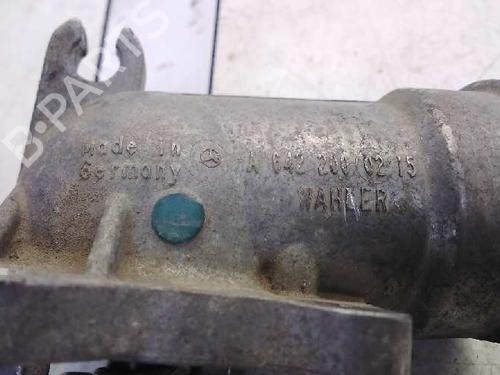 B-PARTS
Made in
Germany
A 642 200 02 15
WAHLER